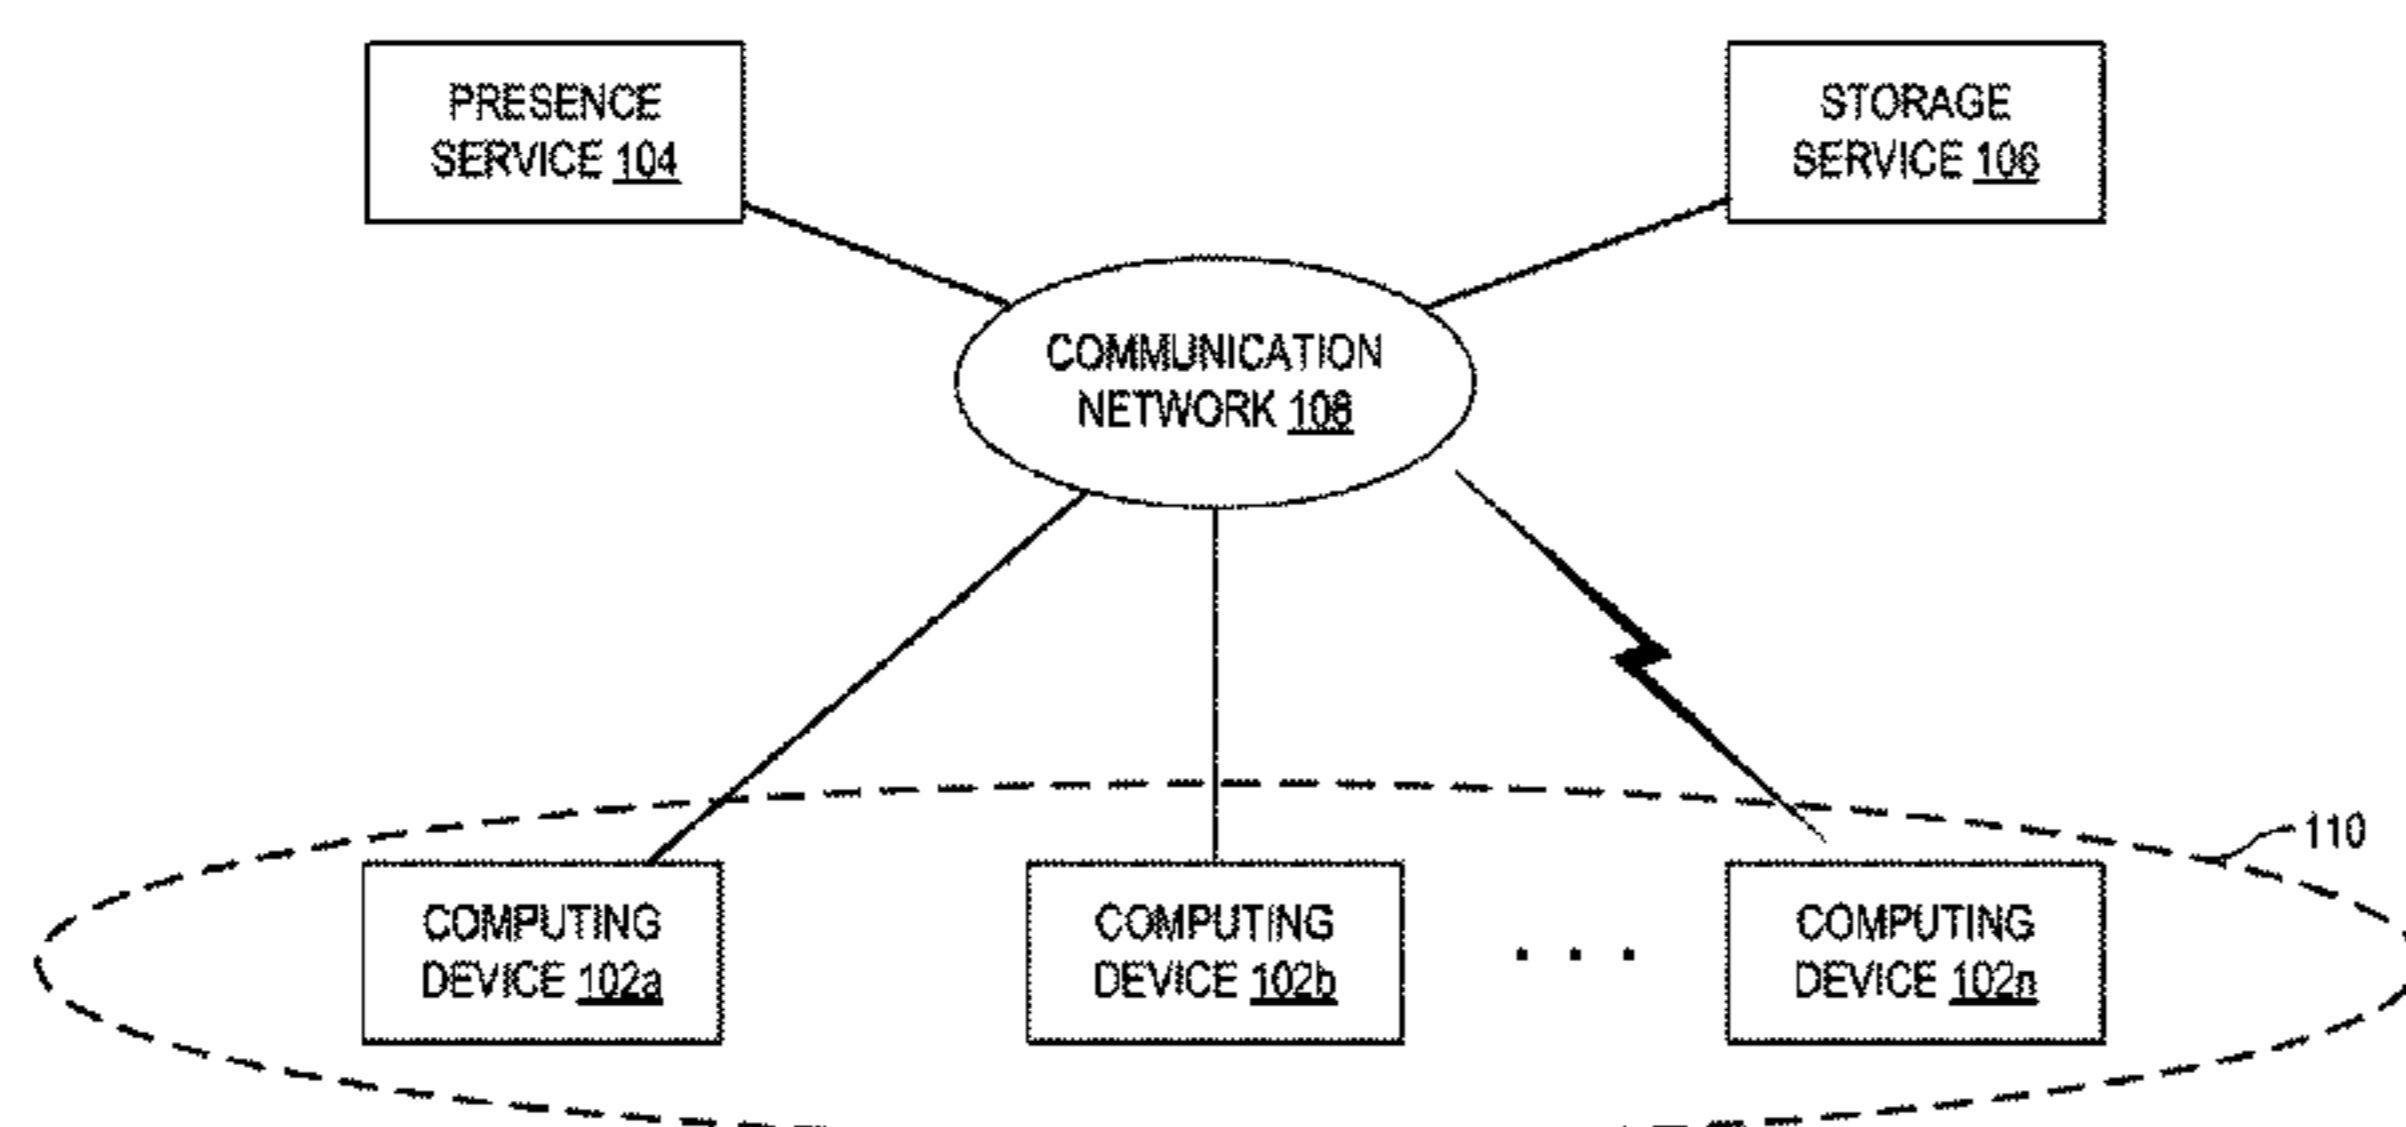 PRESENCE
SERVICE 104
STORAGE
SERVICE 106
COMMUNICATION
NETWORK 108
110
COMPUTING
DEVICE 102a
COMPUTING
DEVICE 102b
. . .
COMPUTING
DEVICE 102n